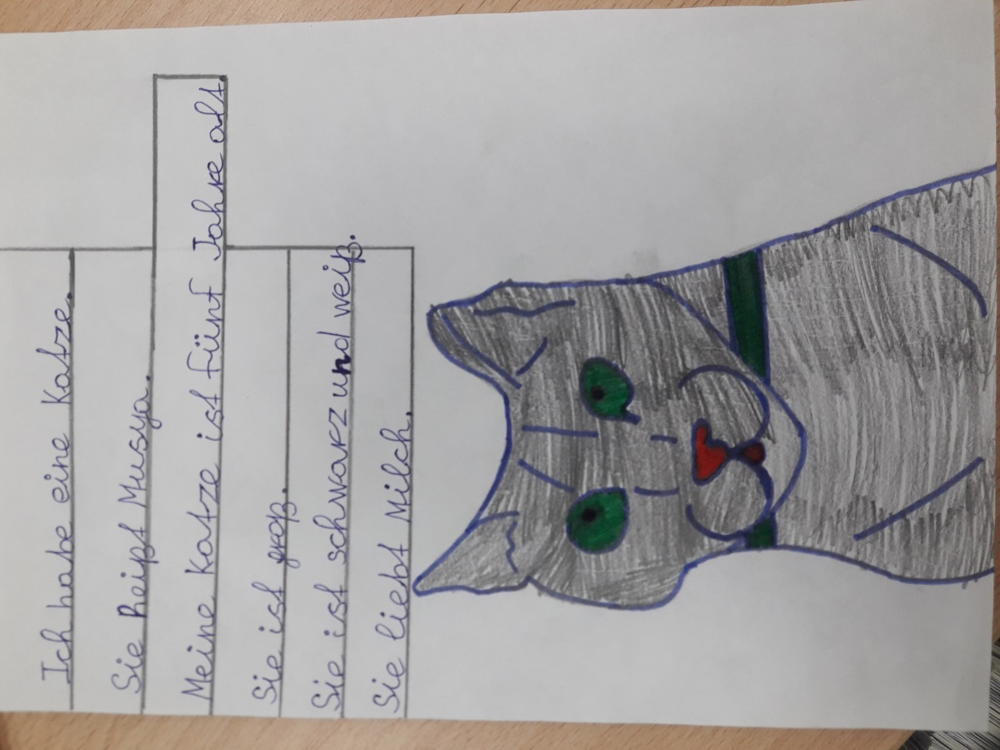 Ich habe eine Katze.
Sie heißt Musya.
Meine Katze ist fünf Jahre alt.
Sie ist groß.
Sie ist schwarz und weiß.
Sie liebt Milch.